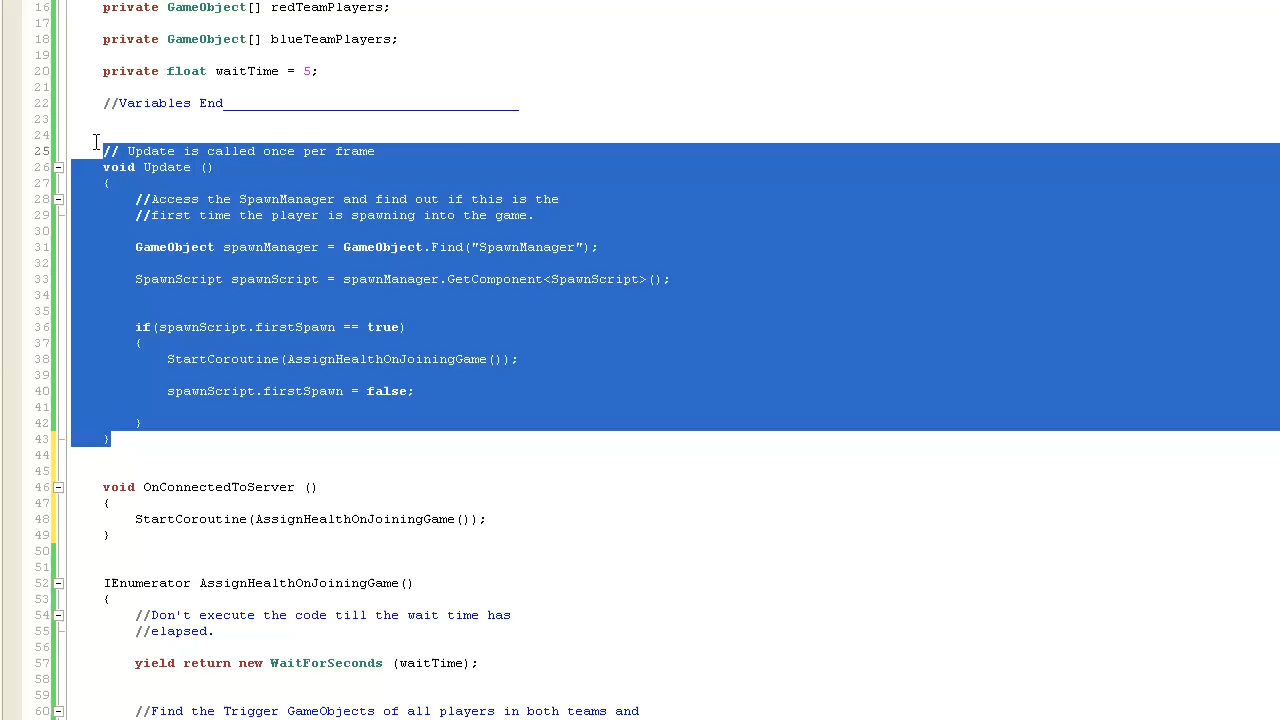 16 private GameObject[] redTeamPlayers;
17
18 private GameObject[] blueTeamPlayers;
19
20 private float waitTime = 5;
21
22 //Variables End___________________________________
23
24
25 // Update is called once per frame
26 void Update ()
27 {
28 //Access the SpawnManager and find out if this is the
29 //first time the player is spawning into the game.
30
31 GameObject spawnManager = GameObject.Find("SpawnManager");
32
33 SpawnScript spawnScript = spawnManager.GetComponent<SpawnScript>();
34
35
36 if(spawnScript.firstSpawn == true)
37 {
38 StartCoroutine(AssignHealthOnJoiningGame());
39
40 spawnScript.firstSpawn = false;
41
42 }
43 }
44
45
46 void OnConnectedToServer ()
47 {
48 StartCoroutine(AssignHealthOnJoiningGame());
49 }
50
51
52 IEnumerator AssignHealthOnJoiningGame()
53 {
54 //Don't execute the code till the wait time has
55 //elapsed.
56
57 yield return new WaitForSeconds (waitTime);
58
59
60 //Find the Trigger GameObjects of all players in both teams and